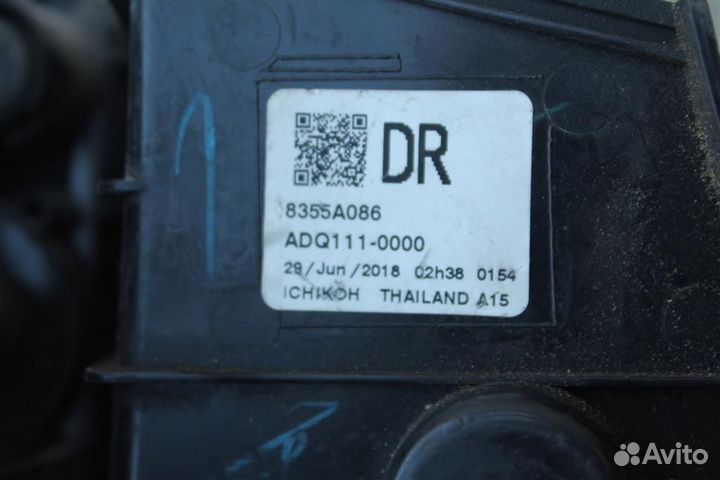 DR
8355A086
ADQ111-0000
29/Jun/2018 02h38 0154
ICHIKOH THAILAND A15
Avito